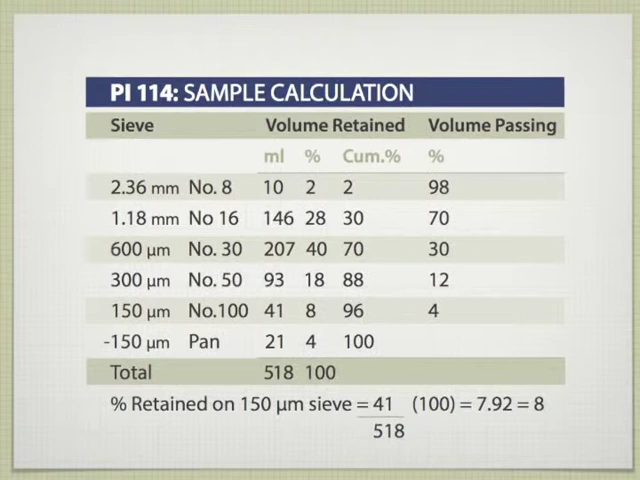 PI 114: SAMPLE CALCULATION
Sieve Volume Retained Volume Passing
ml % Cum.% %
2.36 mm No. 8 10 2 2 98
1.18 mm No 16 146 28 30 70
600 µm No. 30 207 40 70 30
300 µm No. 50 93 18 88 12
150 µm No.100 41 8 96 4
-150 µm Pan 21 4 100
Total 518 100
% Retained on 150 µm sieve = 41 (100) = 7.92 = 8
518